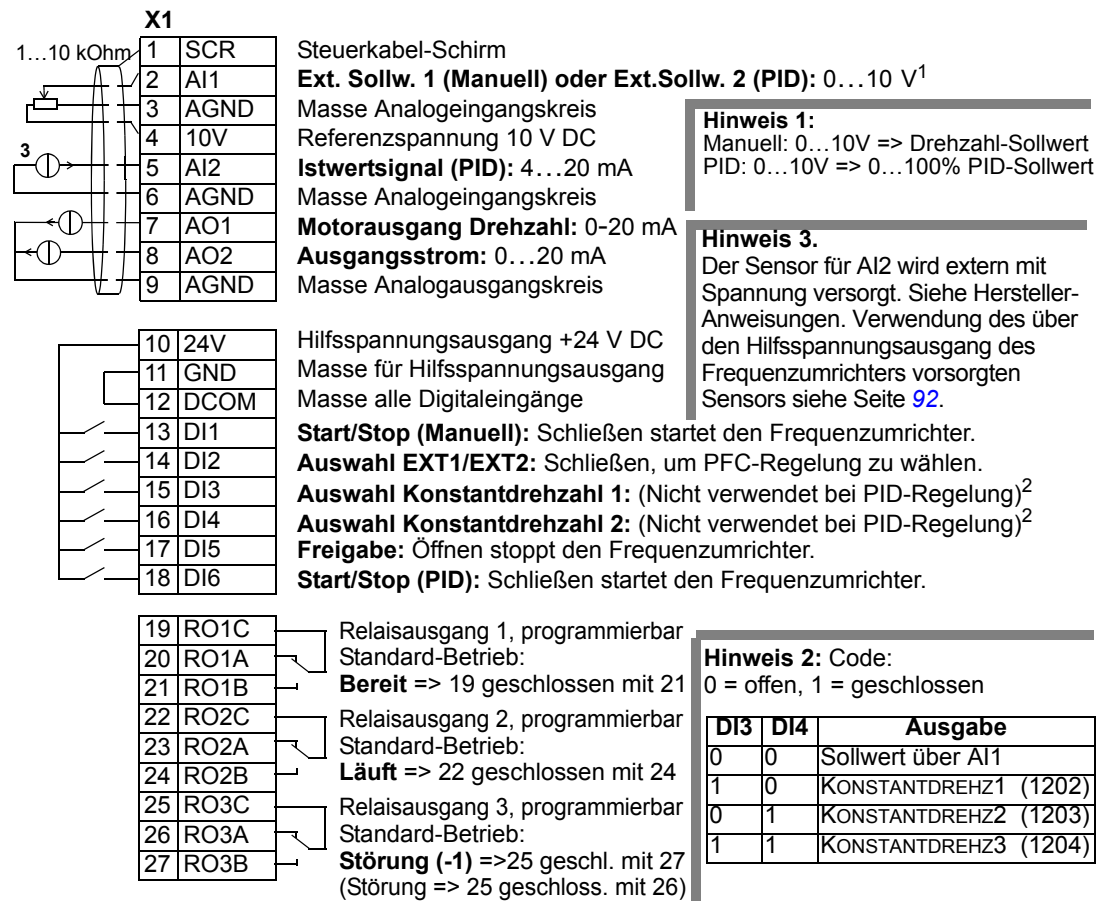 X1
1…10 kOhm
1 SCR Steuerkabel-Schirm
2 AI1 Ext. Sollw. 1 (Manuell) oder Ext.Sollw. 2 (PID): 0…10 V1
3 AGND Masse Analogeingangskreis
4 10V Referenzspannung 10 V DC
3
5 AI2 Istwertsignal (PID): 4…20 mA
6 AGND Masse Analogeingangskreis
7 AO1 Motorausgang Drehzahl: 0-20 mA
8 AO2 Ausgangsstrom: 0…20 mA
9 AGND Masse Analogausgangskreis
Hinweis 1:
Manuell: 0…10V => Drehzahl-Sollwert
PID: 0…10V => 0…100% PID-Sollwert
Hinweis 3.
Der Sensor für AI2 wird extern mit
Spannung versorgt. Siehe Hersteller-
Anweisungen. Verwendung des über
den Hilfsspannungsausgang des
Frequenzumrichters vorsorgten
Sensors siehe Seite 92.
10 24V Hilfsspannungsausgang +24 V DC
11 GND Masse für Hilfsspannungsausgang
12 DCOM Masse alle Digitaleingänge
13 DI1 Start/Stop (Manuell): Schließen startet den Frequenzumrichter.
14 DI2 Auswahl EXT1/EXT2: Schließen, um PFC-Regelung zu wählen.
15 DI3 Auswahl Konstantdrehzahl 1: (Nicht verwendet bei PID-Regelung)2
16 DI4 Auswahl Konstantdrehzahl 2: (Nicht verwendet bei PID-Regelung)2
17 DI5 Freigabe: Öffnen stoppt den Frequenzumrichter.
18 DI6 Start/Stop (PID): Schließen startet den Frequenzumrichter.
19 RO1C Relaisausgang 1, programmierbar
20 RO1A Standard-Betrieb:
21 RO1B Bereit => 19 geschlossen mit 21
22 RO2C Relaisausgang 2, programmierbar
23 RO2A Standard-Betrieb:
24 RO2B Läuft => 22 geschlossen mit 24
25 RO3C Relaisausgang 3, programmierbar
26 RO3A Standard-Betrieb:
27 RO3B Störung (-1) =>25 geschl. mit 27
(Störung => 25 geschloss. mit 26)
Hinweis 2: Code:
0 = offen, 1 = geschlossen
DI3 DI4 Ausgabe
0 0 Sollwert über AI1
1 0 KONSTANTDREHZ1 (1202)
0 1 KONSTANTDREHZ2 (1203)
1 1 KONSTANTDREHZ3 (1204)